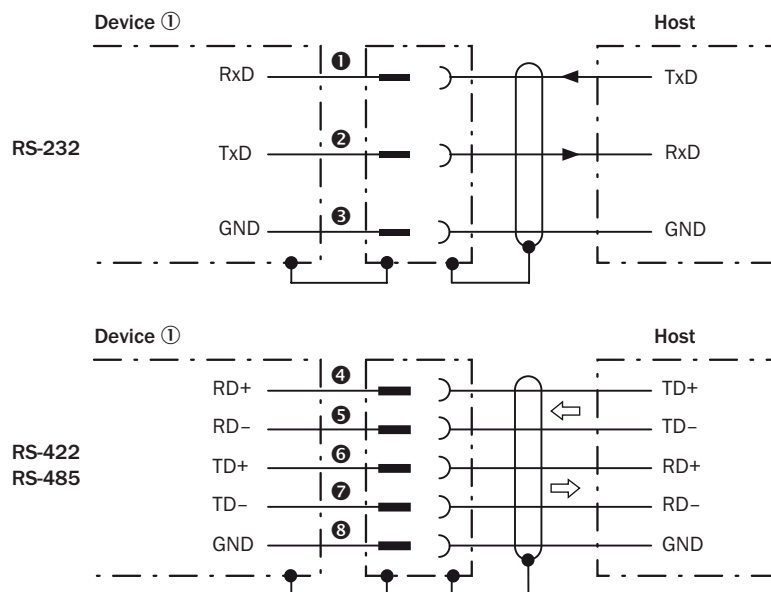 Device ① Host
RxD ❶ TxD
RS-232
TxD ❷ RxD
GND ❸ GND
Device ① Host
RD+ ❹ TD+
RD– ❺ TD–
RS-422
RS-485
TD+ ❻ RD+
TD– ❼ RD–
GND ❽ GND